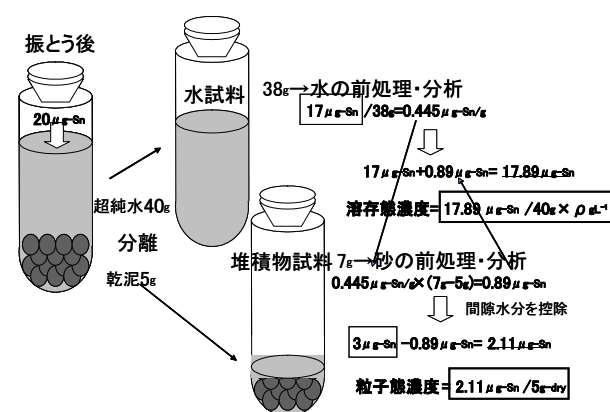 振とう後
20μg-Sn
超純水40g
分離
乾泥5g
水試料
38g→水の前処理・分析
17μg-Sn/38g=0.445μg-Sn/g
17μg-Sn+0.89μg-Sn=17.89μg-Sn
溶存態濃度=17.89μg-Sn/40g×ρgL⁻¹
堆積物試料 7g→砂の前処理・分析
0.445μg-Sn/g×(7g-5g)=0.89μg-Sn
間隙水分を控除
3μg-Sn-0.89μg-Sn=2.11μg-Sn
粒子態濃度=2.11μg-Sn/5g-dry